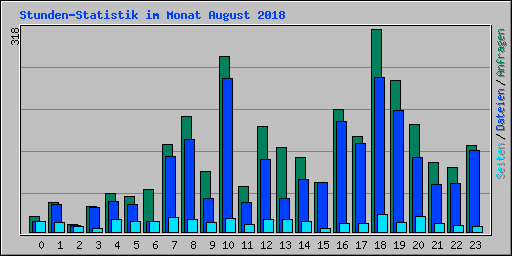 Stunden-Statistik im Monat August 2018
318
Seiten / Dateien / Anfragen
0 1 2 3 4 5 6 7 8 9 10 11 12 13 14 15 16 17 18 19 20 21 22 23